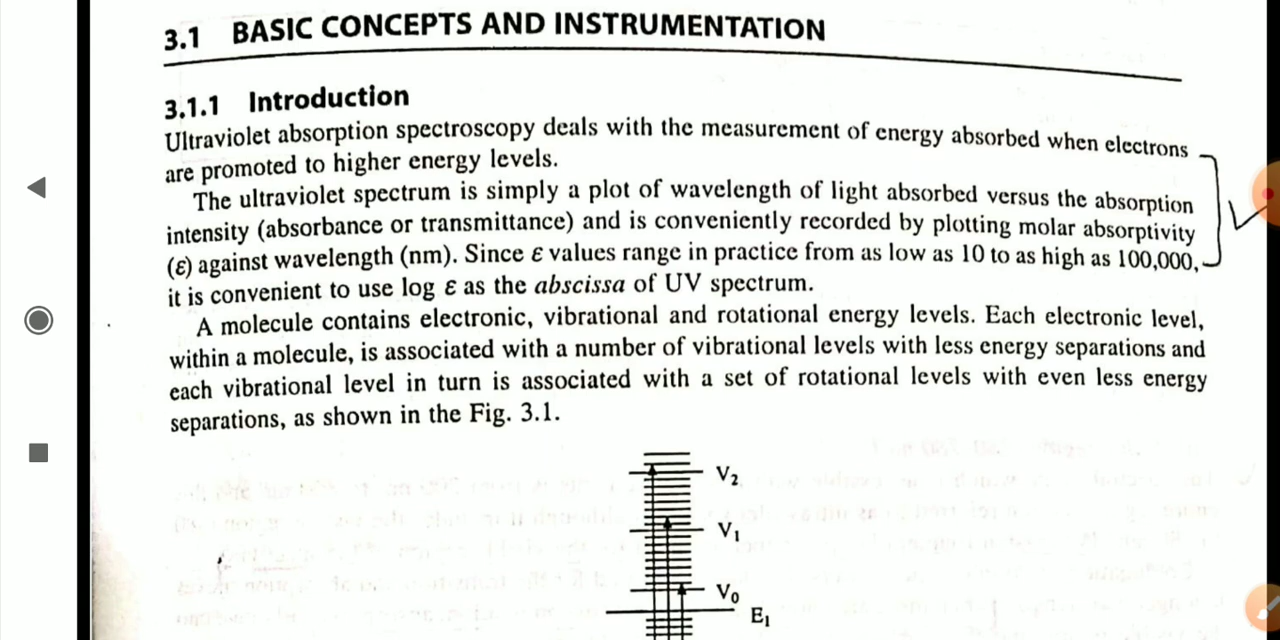 3.1 BASIC CONCEPTS AND INSTRUMENTATION
3.1.1 Introduction
Ultraviolet absorption spectroscopy deals with the measurement of energy absorbed when electrons
are promoted to higher energy levels.
The ultraviolet spectrum is simply a plot of wavelength of light absorbed versus the absorption
intensity (absorbance or transmittance) and is conveniently recorded by plotting molar absorptivity
(ε) against wavelength (nm). Since ε values range in practice from as low as 10 to as high as 100,000,
it is convenient to use log ε as the abscissa of UV spectrum.
A molecule contains electronic, vibrational and rotational energy levels. Each electronic level,
within a molecule, is associated with a number of vibrational levels with less energy separations and
each vibrational level in turn is associated with a set of rotational levels with even less energy
separations, as shown in the Fig. 3.1.
V₂
V₁
V₀
E₁